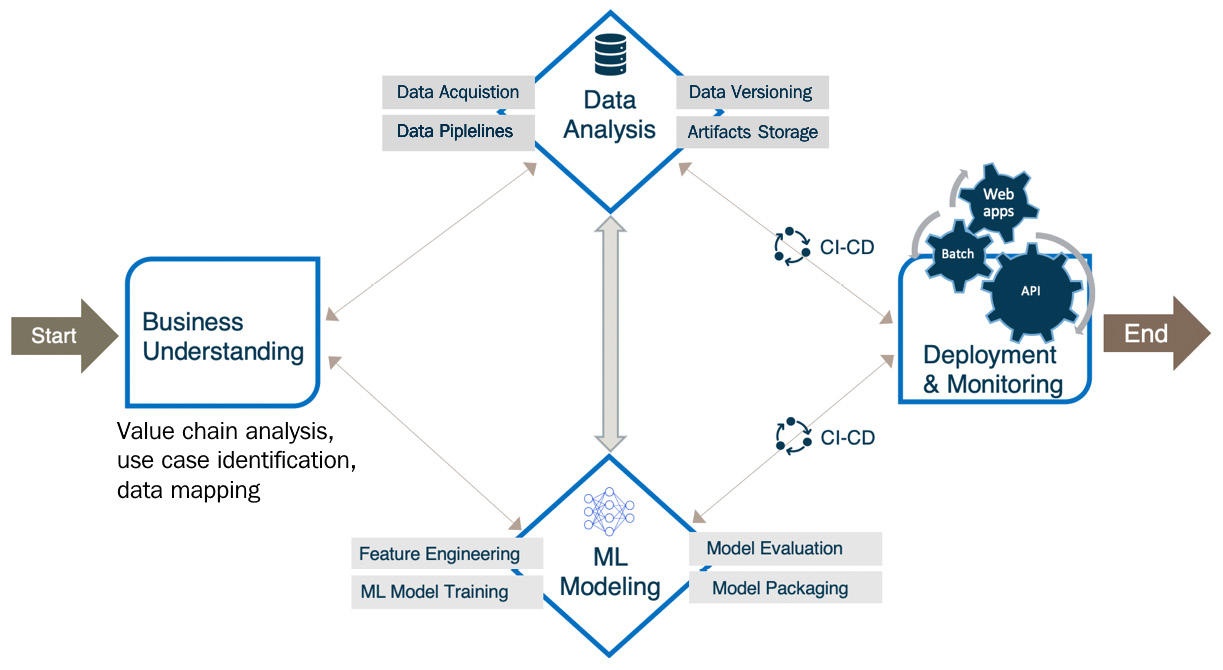 Data
Analysis
Data Acquistion
Data Piplelines
Data Versioning
Artifacts Storage
Start
Business
Understanding
Value chain analysis,
use case identification,
data mapping
CI-CD
CI-CD
Web
apps
Batch
API
Deployment
& Monitoring
End
ML
Modeling
Feature Engineering
ML Model Training
Model Evaluation
Model Packaging